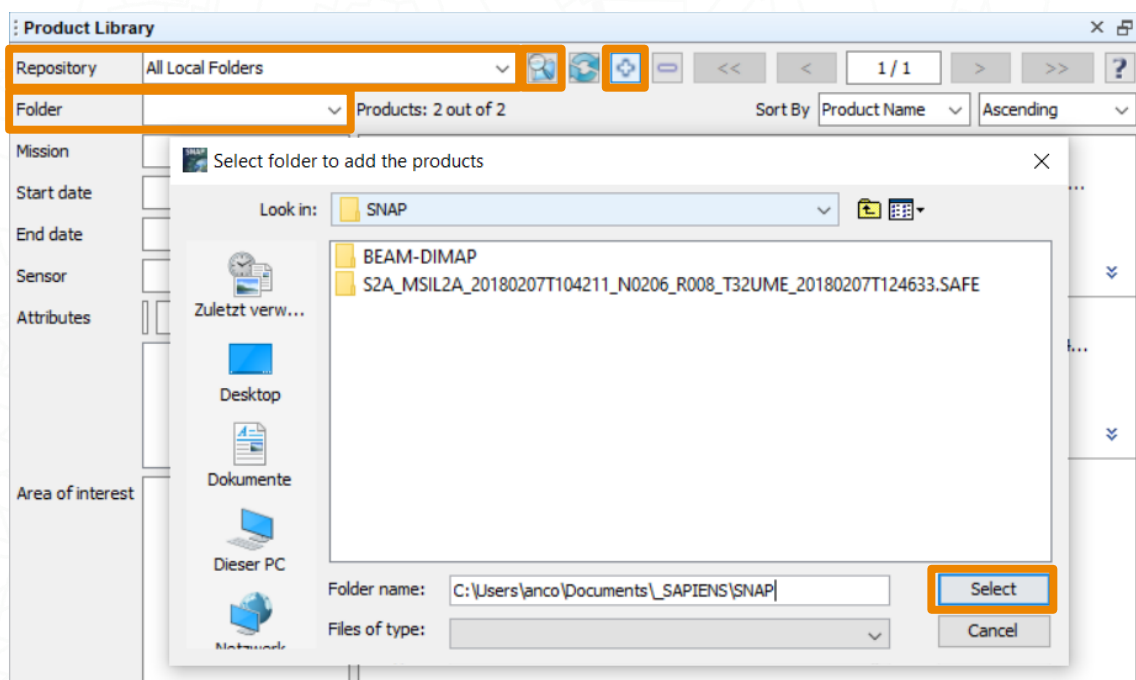 Product Library
Repository All Local Folders << < 1 / 1 > >> ?
Folder Products: 2 out of 2 Sort By Product Name Ascending
Mission
Select folder to add the products
Start date
Look in: SNAP
End date
BEAM-DIMAP
Sensor
S2A_MSIL2A_20180207T104211_N0206_R008_T32UME_20180207T124633.SAFE
Attributes
Zuletzt verw...
Desktop
Dokumente
Area of interest
Dieser PC
Folder name: C:\Users\anco\Documents\_SAPIENS\SNAP Select
Files of type: Cancel
Netzwerk